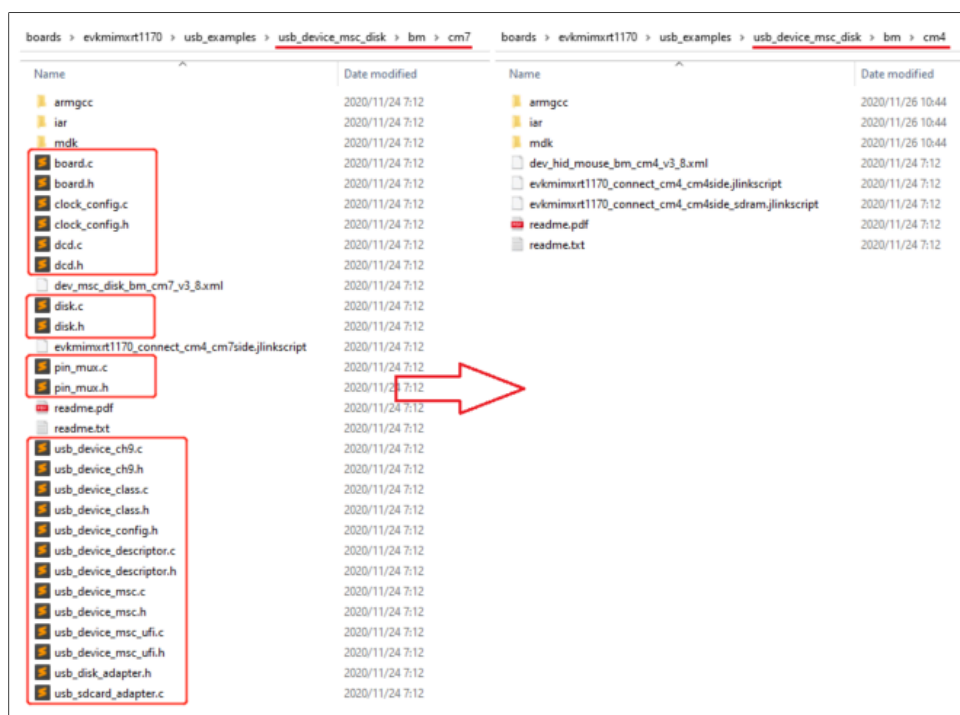 boards > evkmimxrt1170 > usb_examples > usb_device_msc_disk > bm > cm7
Name Date modified
armgcc 2020/11/24 7:12
iar 2020/11/24 7:12
mdk 2020/11/24 7:12
board.c 2020/11/24 7:12
board.h 2020/11/24 7:12
clock_config.c 2020/11/24 7:12
clock_config.h 2020/11/24 7:12
dcd.c 2020/11/24 7:12
dcd.h 2020/11/24 7:12
dev_msc_disk_bm_cm7_v3_8.xml 2020/11/24 7:12
disk.c 2020/11/24 7:12
disk.h 2020/11/24 7:12
evkmimxrt1170_connect_cm4_cm7side.jlinkscript 2020/11/24 7:12
pin_mux.c 2020/11/24 7:12
pin_mux.h 2020/11/24 7:12
readme.pdf 2020/11/24 7:12
readme.txt 2020/11/24 7:12
usb_device_ch9.c 2020/11/24 7:12
usb_device_ch9.h 2020/11/24 7:12
usb_device_class.c 2020/11/24 7:12
usb_device_class.h 2020/11/24 7:12
usb_device_config.h 2020/11/24 7:12
usb_device_descriptor.c 2020/11/24 7:12
usb_device_descriptor.h 2020/11/24 7:12
usb_device_msc.c 2020/11/24 7:12
usb_device_msc.h 2020/11/24 7:12
usb_device_msc_ufi.c 2020/11/24 7:12
usb_device_msc_ufi.h 2020/11/24 7:12
usb_disk_adapter.h 2020/11/24 7:12
usb_sdcard_adapter.c 2020/11/24 7:12
boards > evkmimxrt1170 > usb_examples > usb_device_msc_disk > bm > cm4
Name Date modified
armgcc 2020/11/26 10:44
iar 2020/11/26 10:44
mdk 2020/11/26 10:44
dev_hid_mouse_bm_cm4_v3_8.xml 2020/11/24 7:12
evkmimxrt1170_connect_cm4_cm4side.jlinkscript 2020/11/24 7:12
evkmimxrt1170_connect_cm4_cm4side_sdram.jlinkscript 2020/11/24 7:12
readme.pdf 2020/11/24 7:12
readme.txt 2020/11/24 7:12